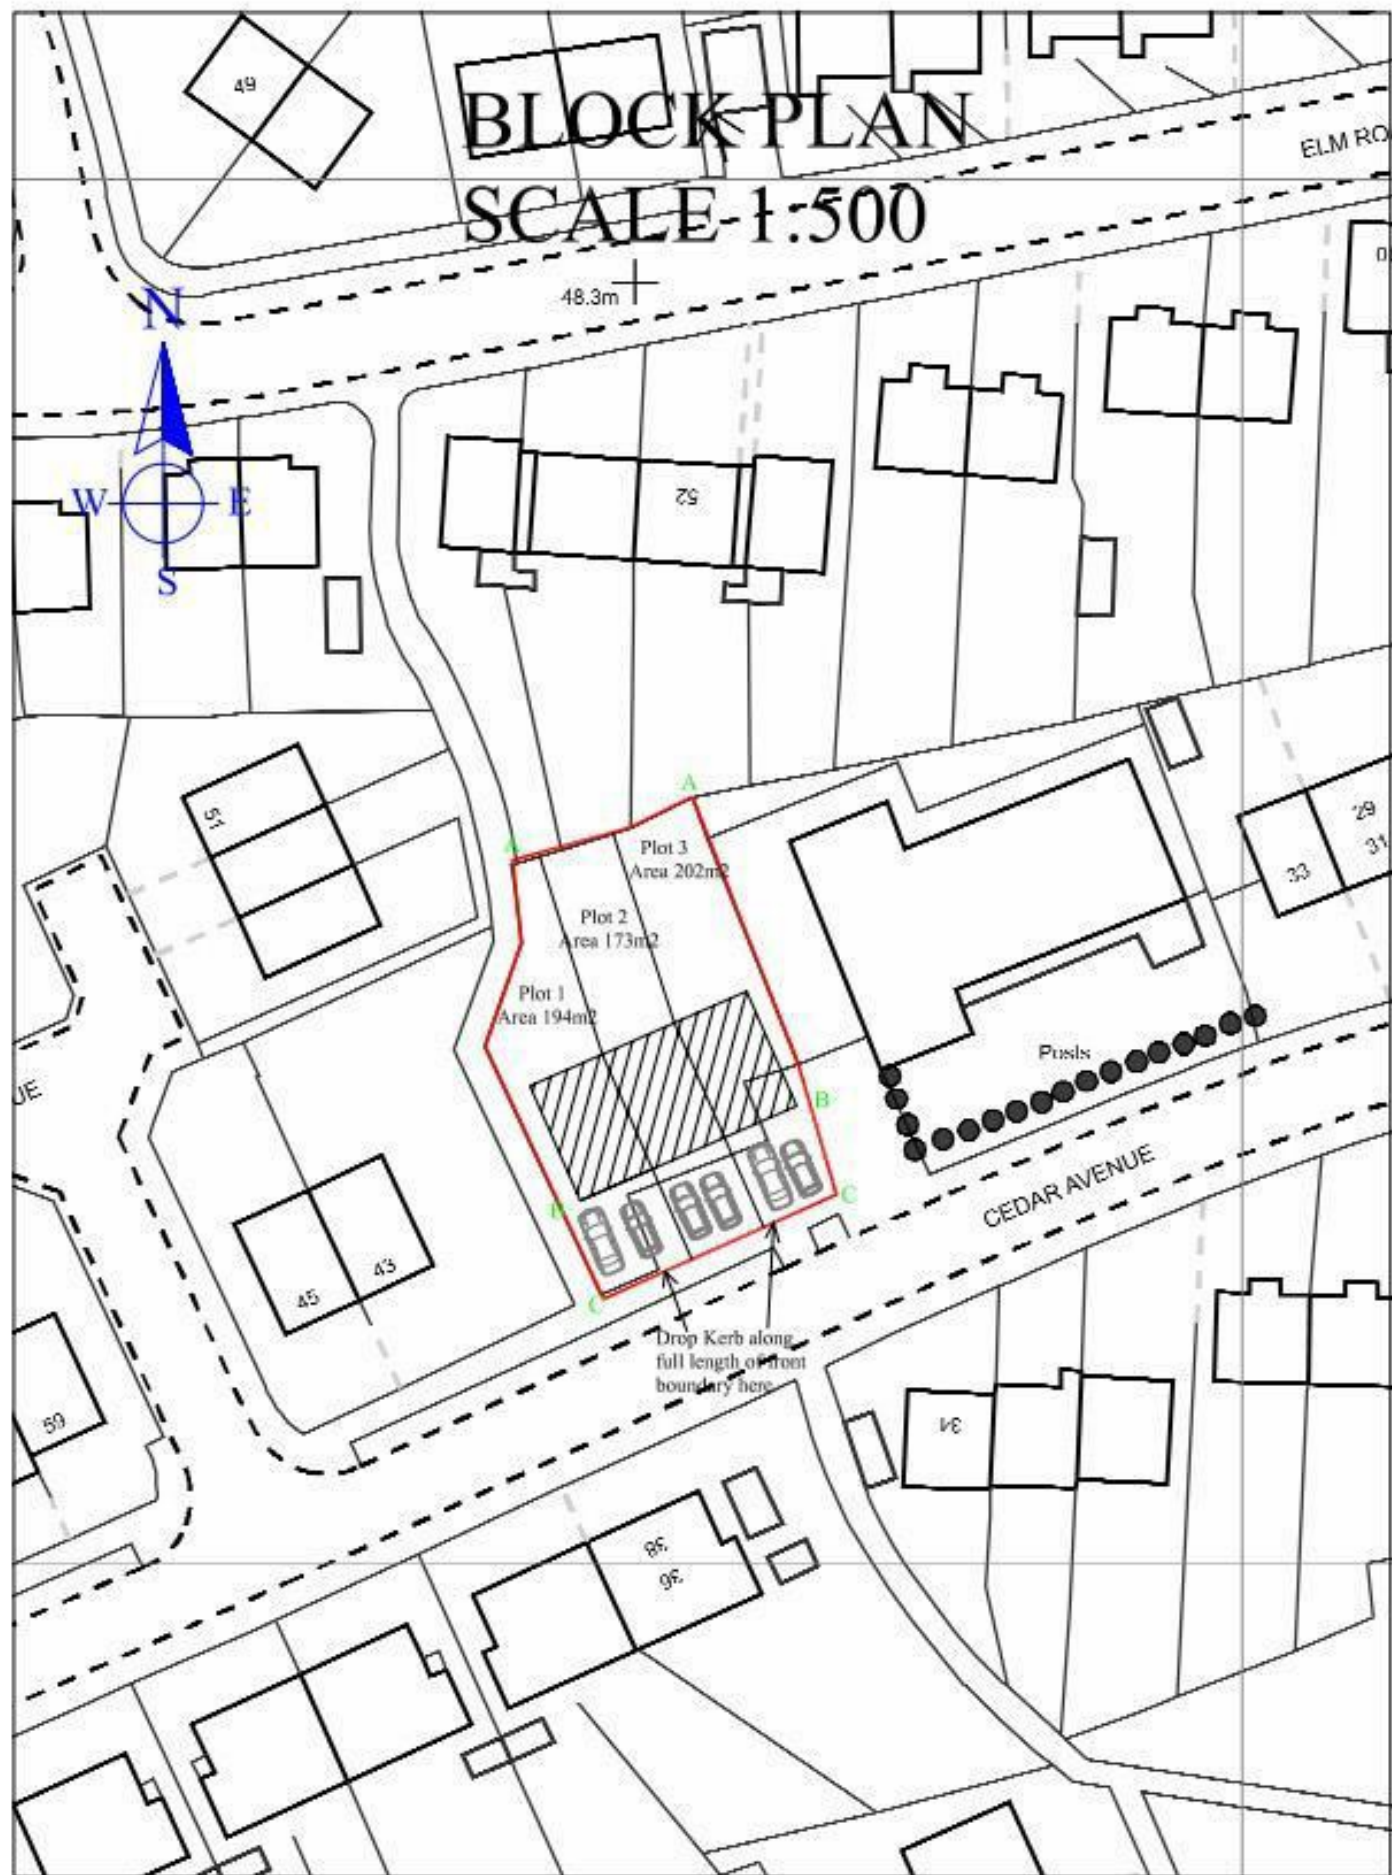 49
BLOCK PLAN
SCALE 1:500
ELM RO
48.3m
N
W
E
S
52
51
A
A
Plot 3
Area 202m2
Plot 2
Area 173m2
Plot 1
Area 194m2
29
31
33
Posts
UE
B
B
C
C
CEDAR AVENUE
43
45
Drop Kerb along
full length of front
boundary here
59
34
38
36